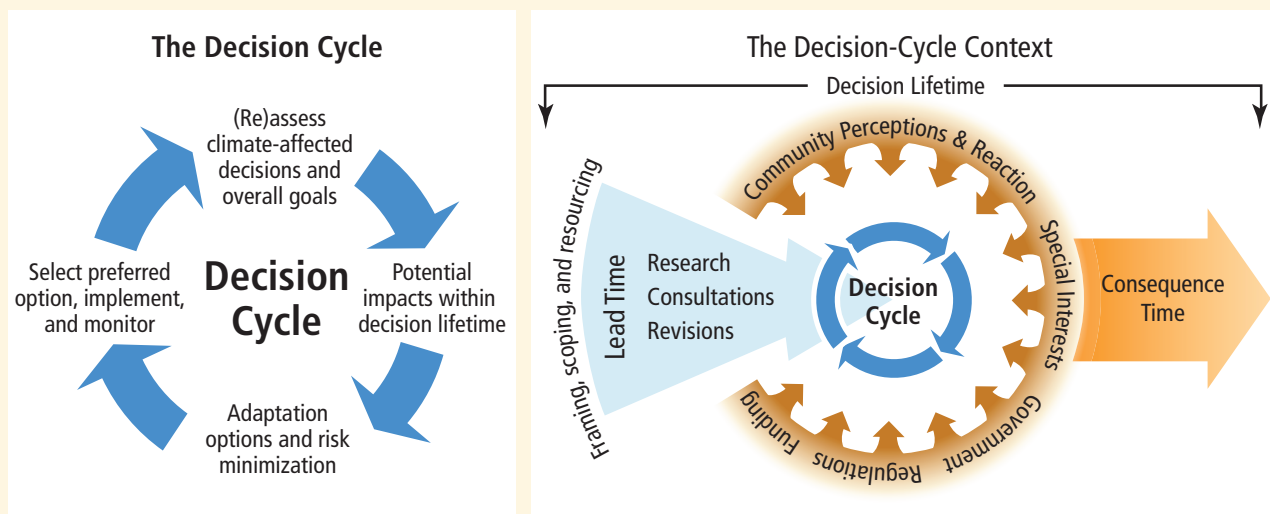 The Decision Cycle
(Re)assess
climate-affected
decisions and
overall goals
Potential
impacts within
decision lifetime
Adaptation
options and risk
minimization
Select preferred
option, implement,
and monitor
Decision
Cycle
The Decision-Cycle Context
Decision Lifetime
Framing, scoping, and resourcing
Lead Time
Research
Consultations
Revisions
Decision
Cycle
Community Perceptions & Reaction
Special Interests
Government
Regulations
Funding
Consequence
Time